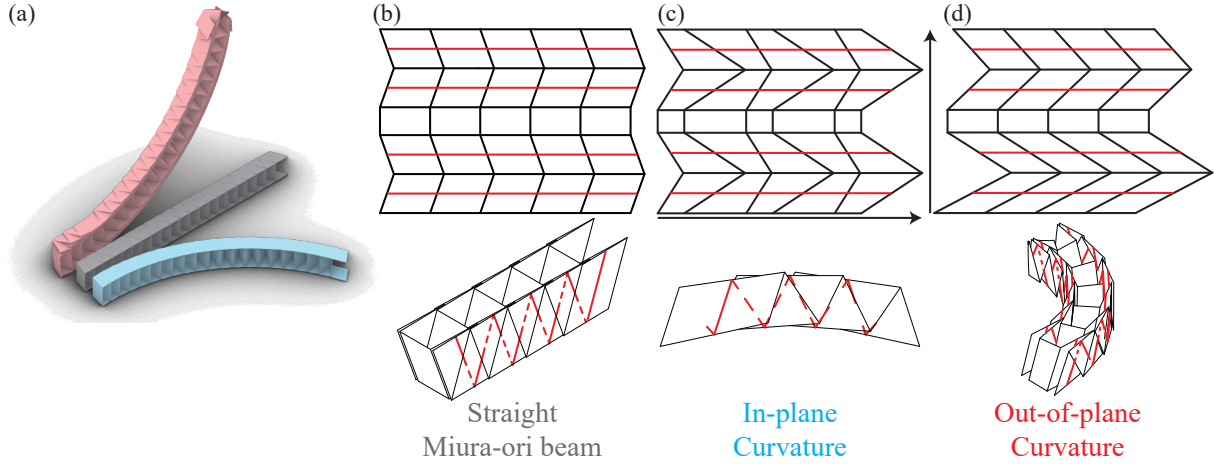 (a)
(b)
(c)
(d)
Straight
Miura-ori beam
In-plane
Curvature
Out-of-plane
Curvature